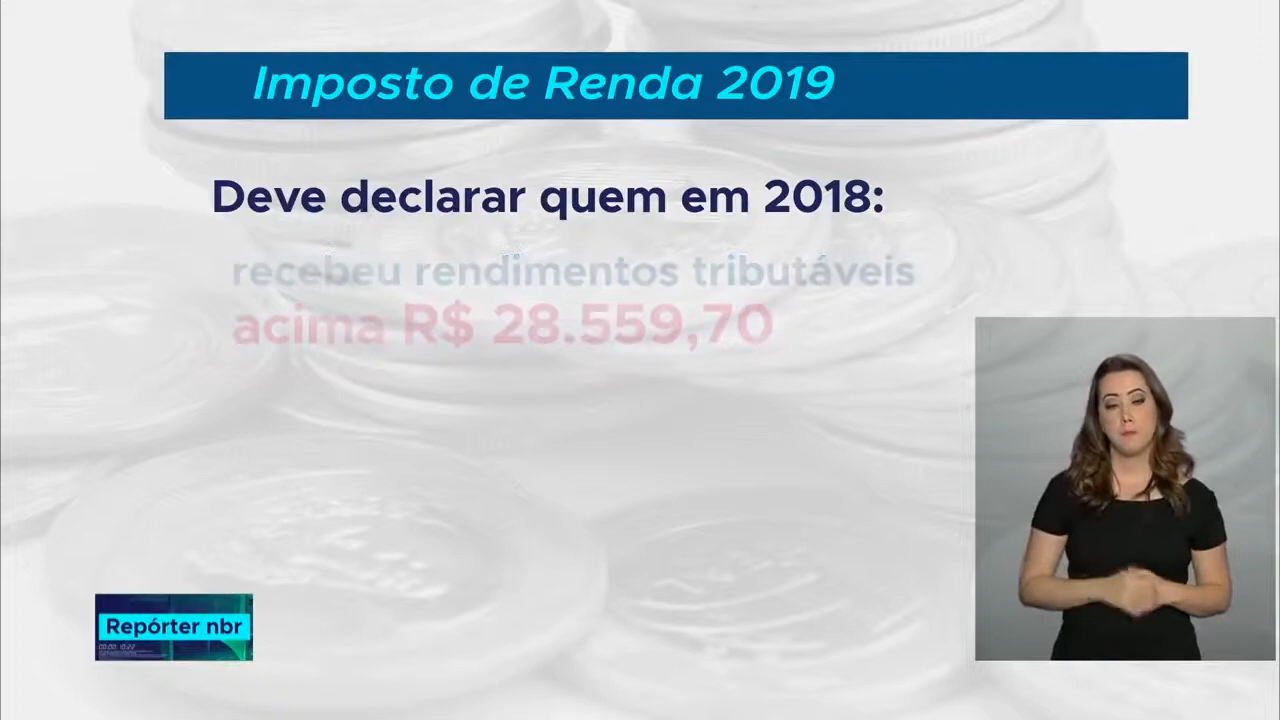 Imposto de Renda 2019
Deve declarar quem em 2018:
recebeu rendimentos tributáveis
acima R$ 28.559,70
Repórter nbr